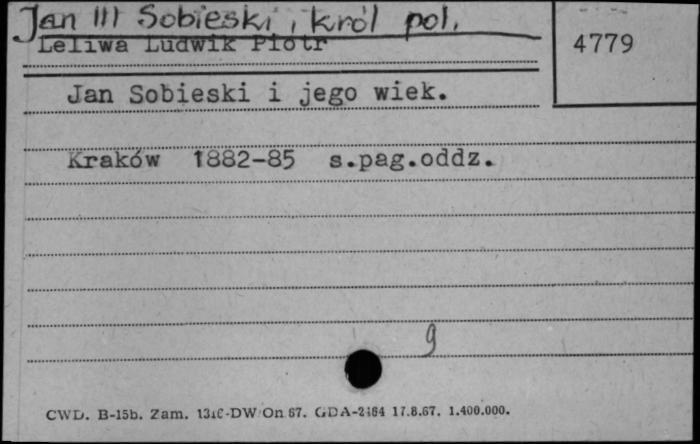 Jan III Sobieski, król pol.
Leliwa Ludwik Piotr
4779
Jan Sobieski i jego wiek.
Kraków 1882-85 s.pag.oddz.
9
CWD. B-15b. Zam. DW On 67. GDA-2464 17.8.67. 1.400.000.